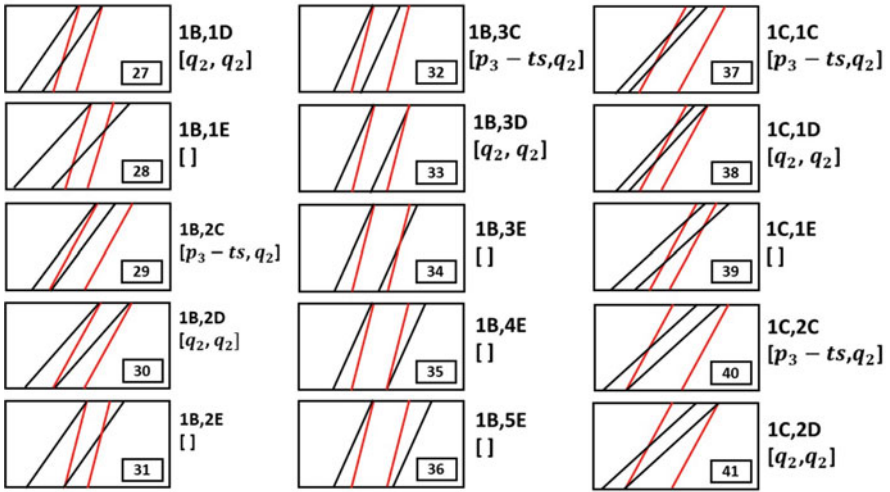 27
1B,1D
[q₂, q₂]
28
1B,1E
[ ]
29
1B,2C
[p₃ − ts, q₂]
30
1B,2D
[q₂, q₂]
31
1B,2E
[ ]
32
1B,3C
[p₃ − ts,q₂]
33
1B,3D
[q₂, q₂]
34
1B,3E
[ ]
35
1B,4E
[ ]
36
1B,5E
[ ]
37
1C,1C
[p₃ − ts,q₂]
38
1C,1D
[q₂, q₂]
39
1C,1E
[ ]
40
1C,2C
[p₃ − ts,q₂]
41
1C,2D
[q₂,q₂]